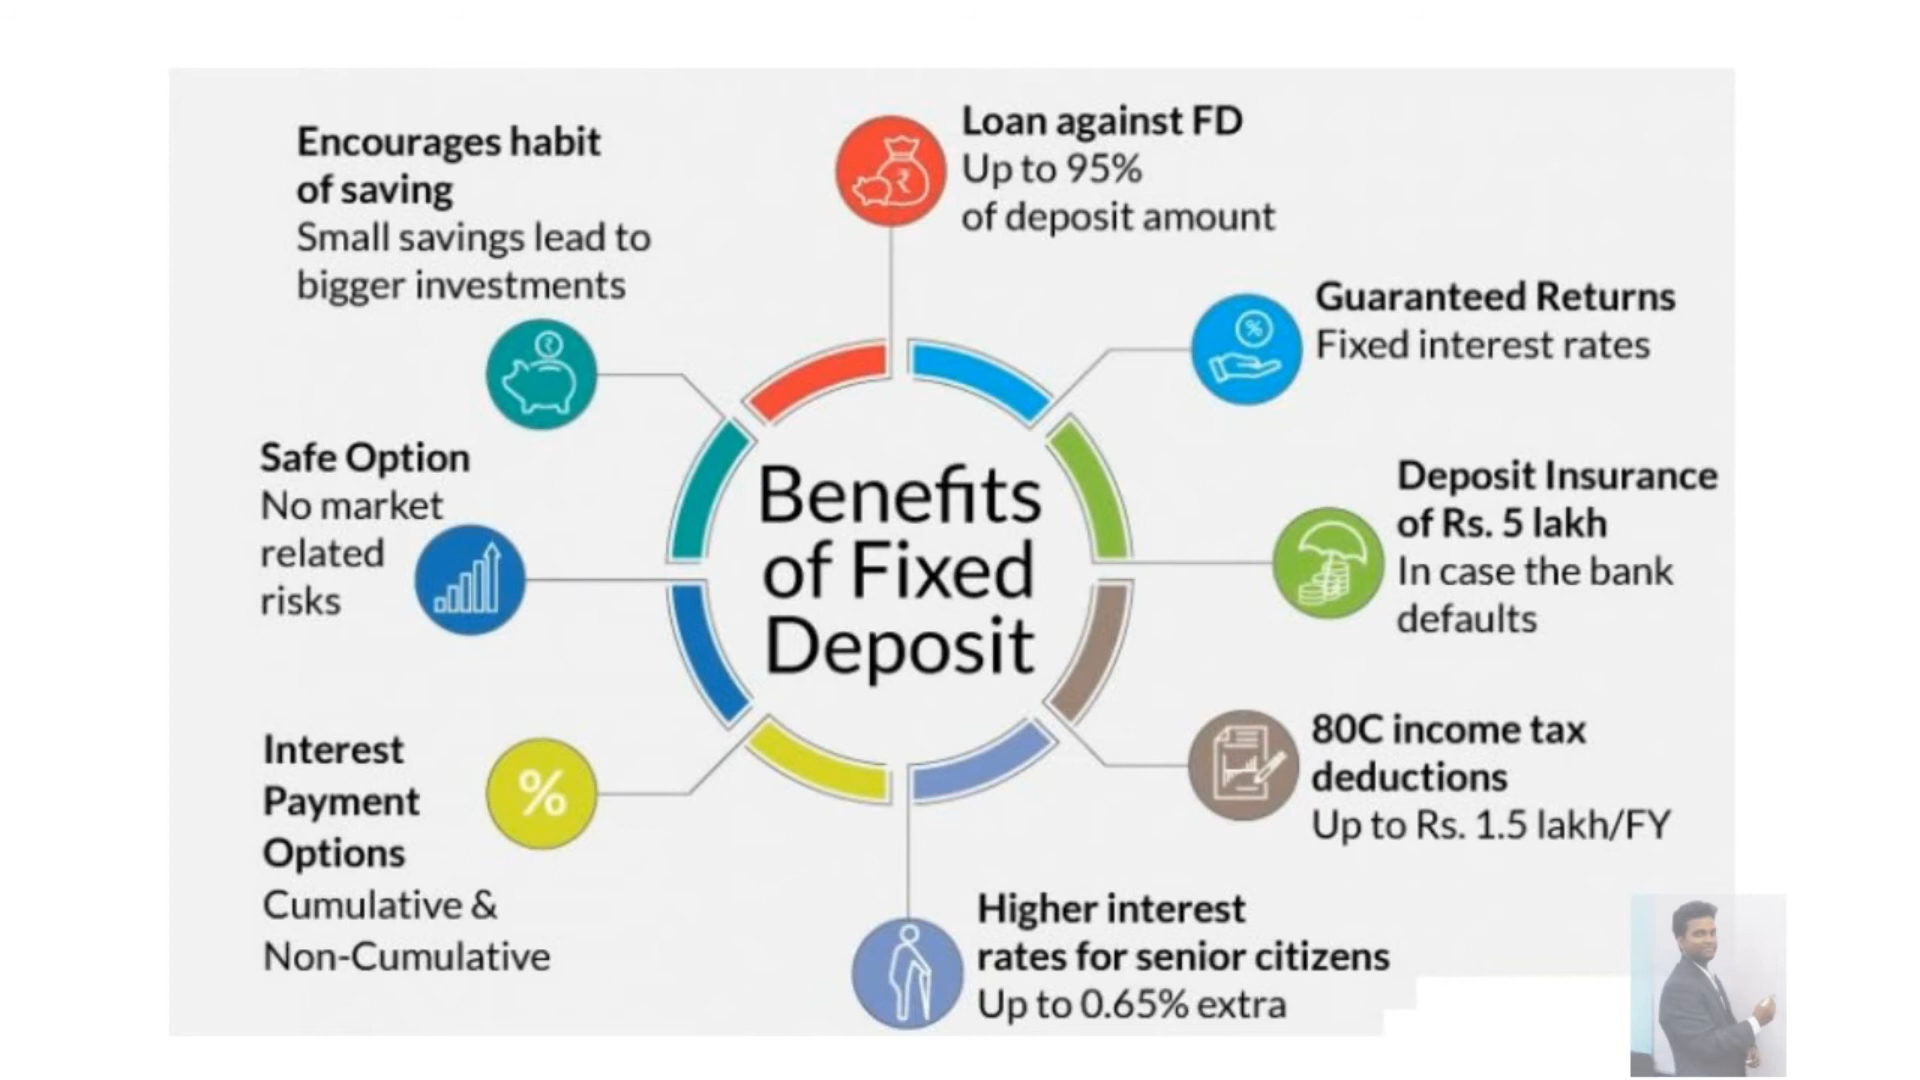 Benefits
of Fixed
Deposit
Loan against FD
Up to 95%
of deposit amount
Guaranteed Returns
Fixed interest rates
Deposit Insurance
of Rs. 5 lakh
In case the bank
defaults
80C income tax
deductions
Up to Rs. 1.5 lakh/FY
Higher interest
rates for senior citizens
Up to 0.65% extra
Interest
Payment
Options
Cumulative &
Non-Cumulative
%
Safe Option
No market
related
risks
Encourages habit
of saving
Small savings lead to
bigger investments
₹
₹
%